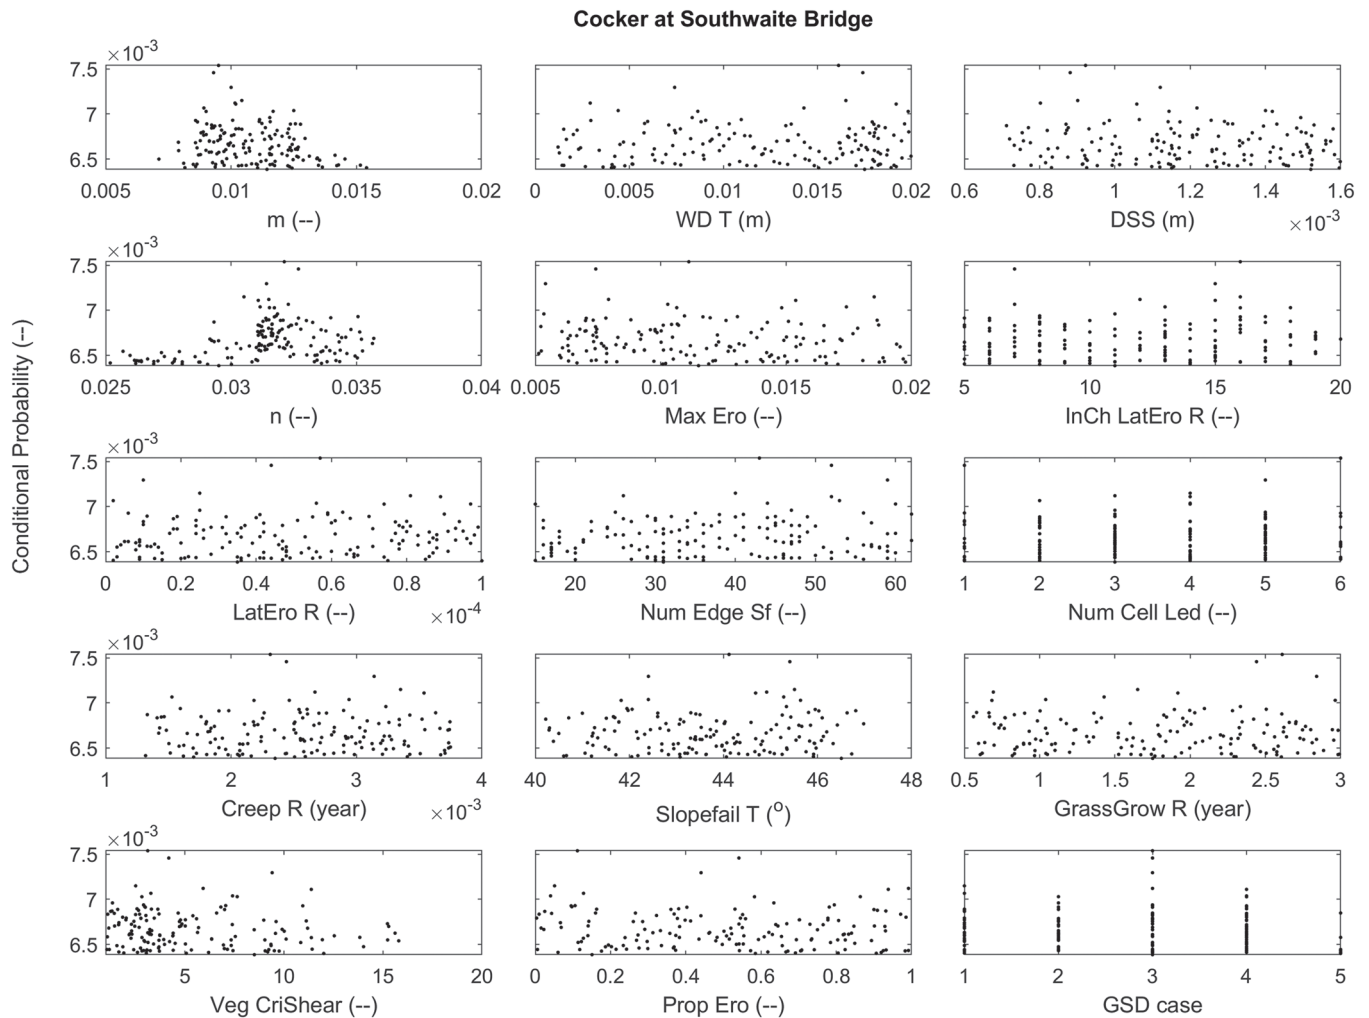 Cocker at Southwaite Bridge
Conditional Probability (--)
×10-3
7.5
7
6.5
0.005 0.01 0.015 0.02
m (--)
0 0.005 0.01 0.015 0.02
WD T (m)
0.6 0.8 1 1.2 1.4 1.6
DSS (m)
×10-3
×10-3
7.5
7
6.5
0.025 0.03 0.035 0.04
n (--)
0.005 0.01 0.015 0.02
Max Ero (--)
5 10 15 20
InCh LatEro R (--)
×10-3
7.5
7
6.5
0 0.2 0.4 0.6 0.8 1
LatEro R (--)
×10-4
20 30 40 50 60
Num Edge Sf (--)
1 2 3 4 5 6
Num Cell Led (--)
×10-3
7.5
7
6.5
1 2 3 4
Creep R (year)
×10-3
40 42 44 46 48
Slopefail T (o)
0.5 1 1.5 2 2.5 3
GrassGrow R (year)
×10-3
7.5
7
6.5
5 10 15 20
Veg CriShear (--)
0 0.2 0.4 0.6 0.8 1
Prop Ero (--)
1 2 3 4 5
GSD case